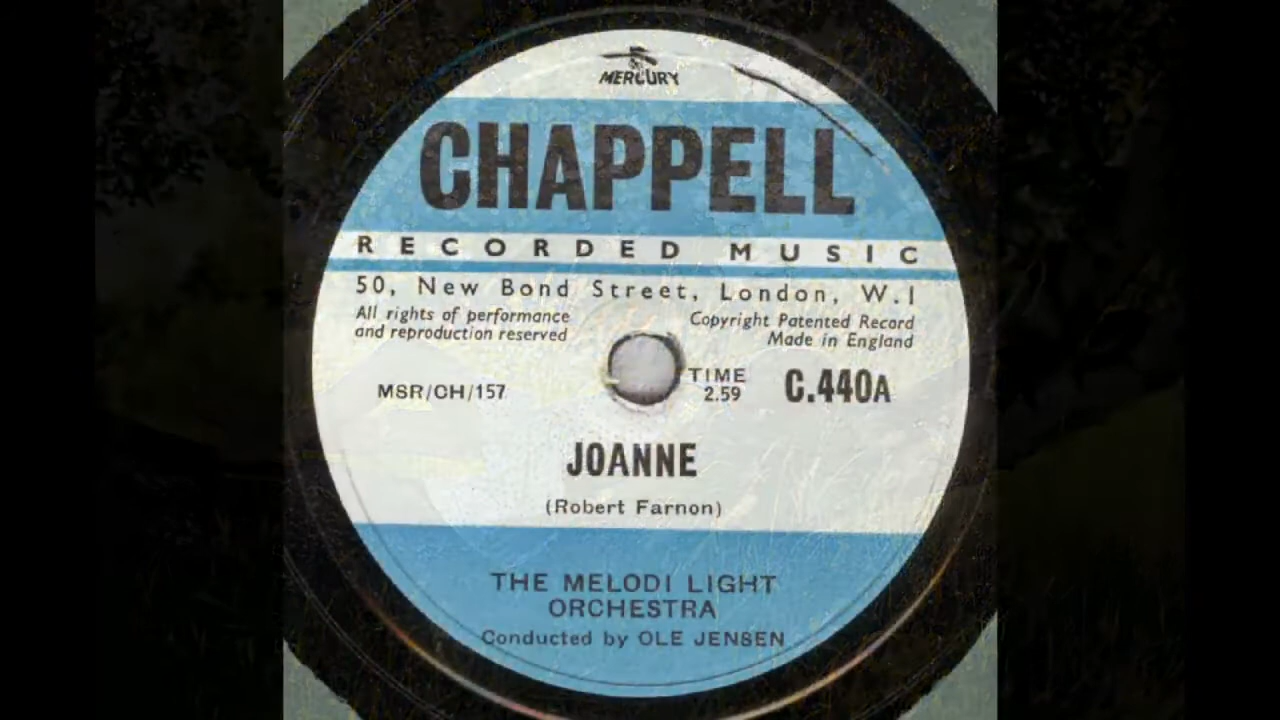 MERCURY
CHAPPELL
RECORDED MUSIC
50, New Bond Street, London, W.1
All rights of performance
and reproduction reserved
Copyright Patented Record
Made in England
MSR/CH/157
TIME
2.59
C.440A
JOANNE
(Robert Farnon)
THE MELODI LIGHT
ORCHESTRA
Conducted by OLE JENSEN